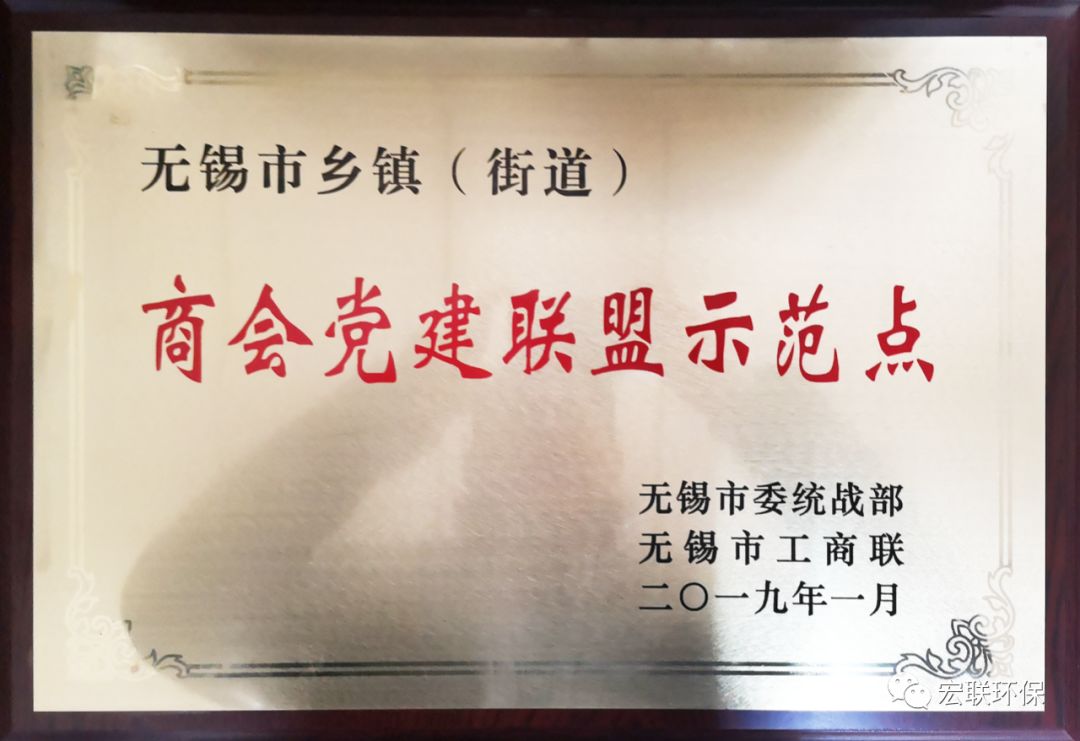 无锡市乡镇（街道）
商会党建联盟示范点
无锡市委统战部
无锡市工商联
二〇一九年一月
宏联环保